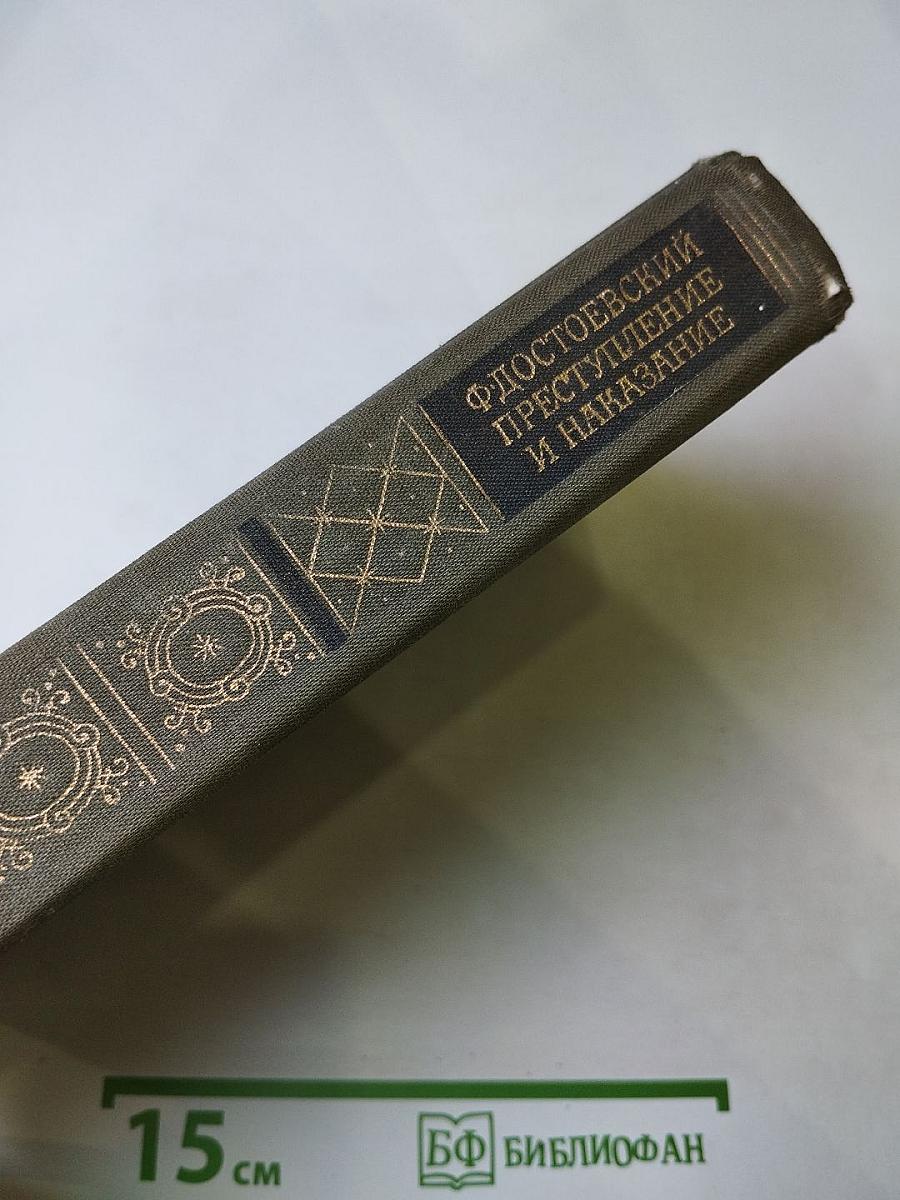 Ф·ДОСТОЕВСКИЙ
ПРЕСТУПЛЕНИЕ
И НАКАЗАНИЕ
15 см
БФ БИБЛИОФАН